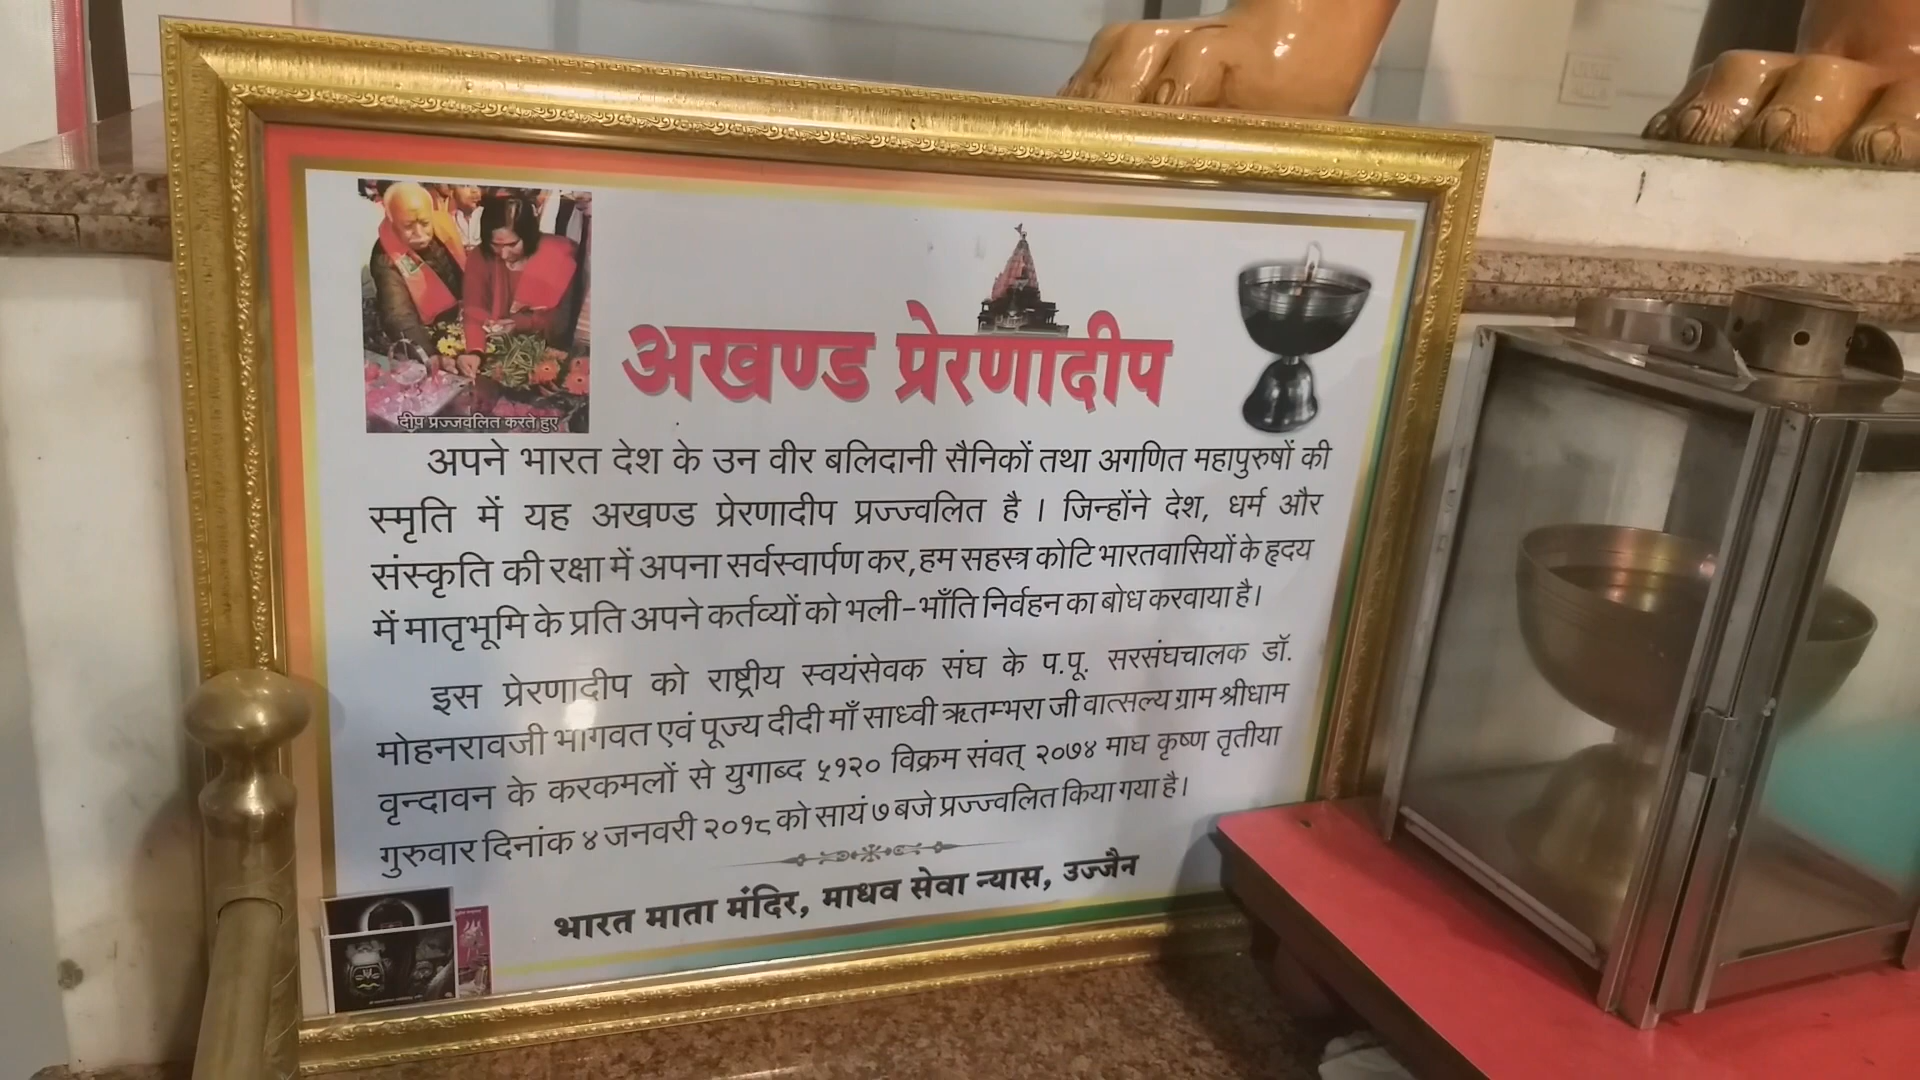 दीप प्रज्जवलित करते हुए
अखण्ड प्रेरणादीप
अपने भारत देश के उन वीर बलिदानी सैनिकों तथा अगणित महापुरुषों की
स्मृति में यह अखण्ड प्रेरणादीप प्रज्ज्वलित है । जिन्होंने देश, धर्म और
संस्कृति की रक्षा में अपना सर्वस्वार्पण कर, हम सहस्त्र कोटि भारतवासियों के हृदय
में मातृभूमि के प्रति अपने कर्तव्यों को भली-भाँति निर्वहन का बोध करवाया है।
इस प्रेरणादीप को राष्ट्रीय स्वयंसेवक संघ के प.पू. सरसंघचालक डॉ.
मोहनरावजी भागवत एवं पूज्य दीदी माँ साध्वी ऋतम्भरा जी वात्सल्य ग्राम श्रीधाम
वृन्दावन के करकमलों से युगाब्द ५१२० विक्रम संवत् २०७४ माघ कृष्ण तृतीया
गुरुवार दिनांक ४ जनवरी २०१८ को सायं ७ बजे प्रज्ज्वलित किया गया है।
भारत माता मंदिर, माधव सेवा न्यास, उज्जैन